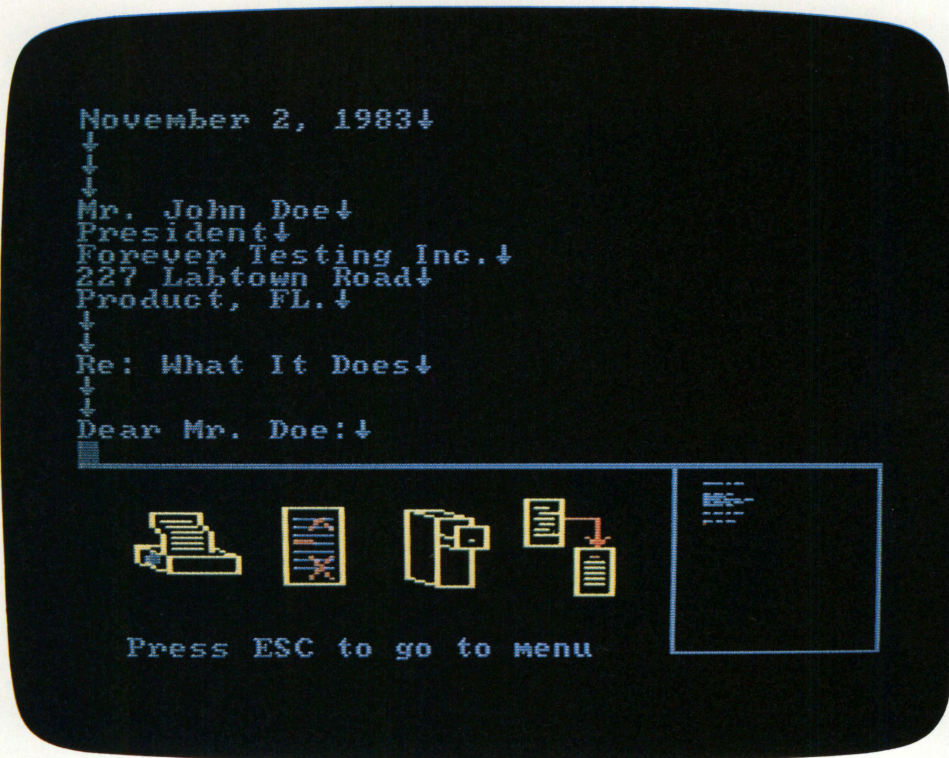 November 2, 1983↓
↓
↓
↓
Mr. John Doe↓
President↓
Forever Testing Inc.↓
227 Labtown Road↓
Product, FL.↓
↓
↓
Re: What It Does↓
↓
↓
Dear Mr. Doe:↓
Press ESC to go to menu